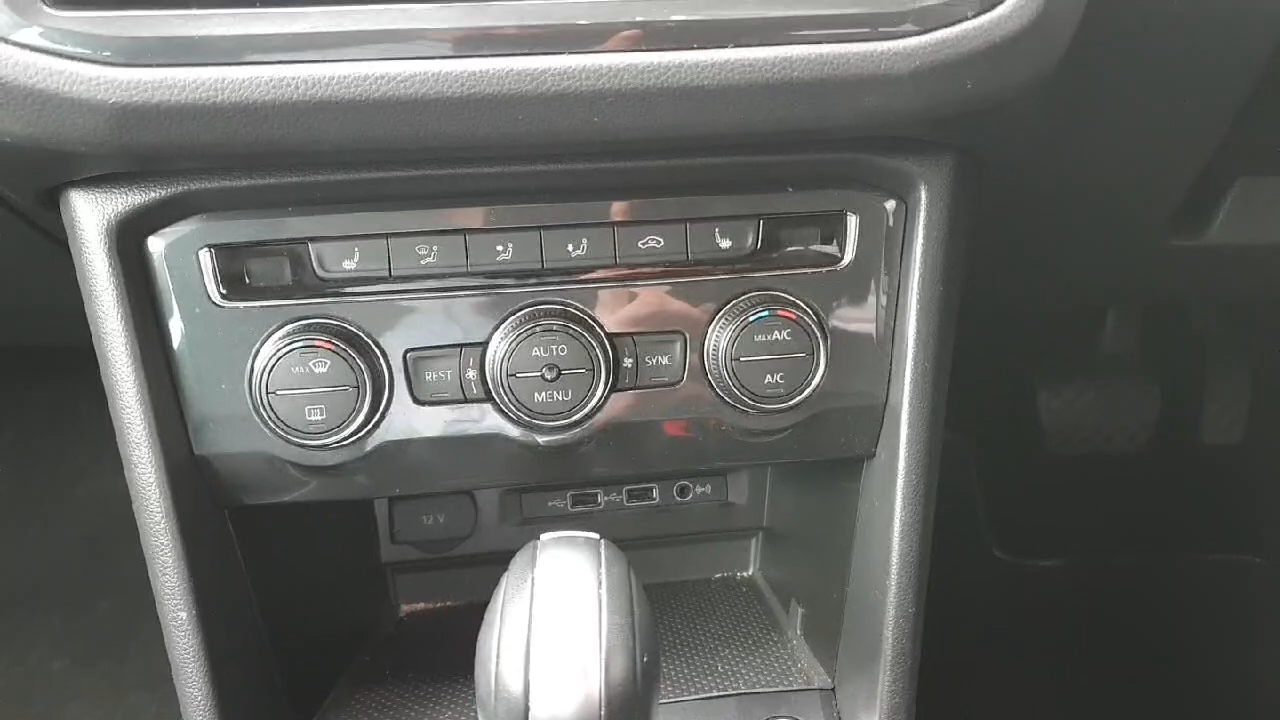 MAX
REST
AUTO
MENU
SYNC
MAX A/C
A/C
12 V